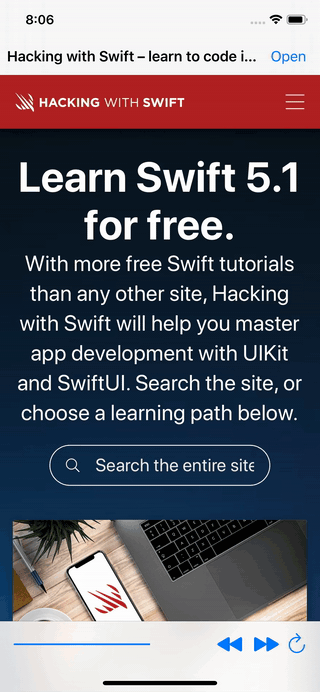 8:06
Hacking with Swift – learn to code i... Open
HACKING WITH SWIFT
Learn Swift 5.1
for free.
With more free Swift tutorials
than any other site, Hacking
with Swift will help you master
app development with UIKit
and SwiftUI. Search the site, or
choose a learning path below.
Search the entire site